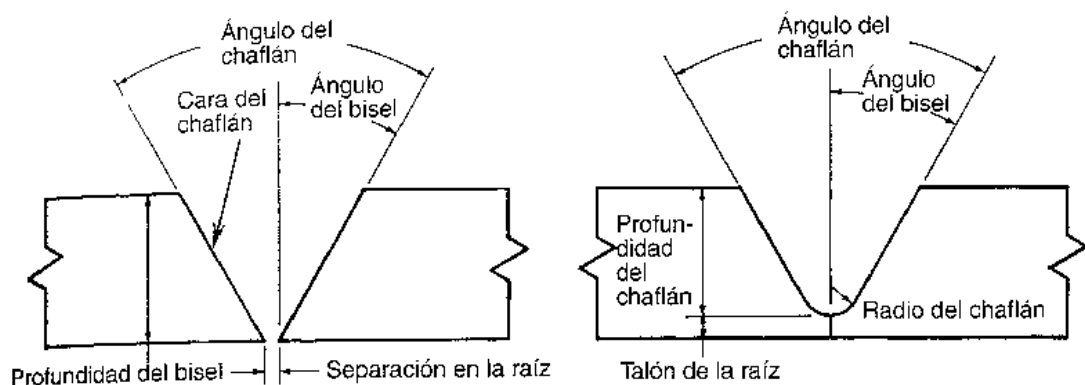 Ángulo del
chaflán
Cara del
chaflán
Ángulo
del bisel
Profundidad del bisel
Separación en la raíz
Ángulo del
chaflán
Ángulo
del bisel
Profun-
didad
del
chaflán
Radio del chaflán
Talón de la raíz